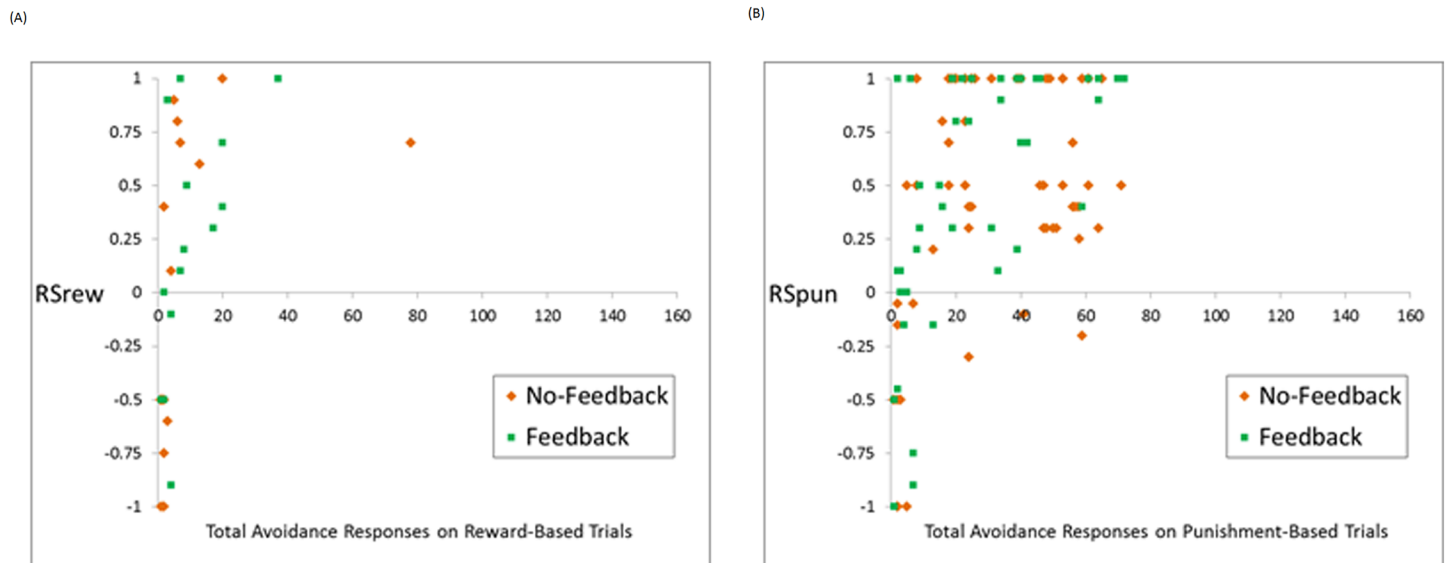 (A)
(B)
1
0.75
0.5
0.25
RSrew
0
0 20 40 60 80 100 120 140 160
-0.25
-0.5
-0.75
-1
No-Feedback
Feedback
Total Avoidance Responses on Reward-Based Trials
1
0.75
0.5
0.25
RSpun
0
0 20 40 60 80 100 120 140 160
-0.25
-0.5
-0.75
-1
No-Feedback
Feedback
Total Avoidance Responses on Punishment-Based Trials